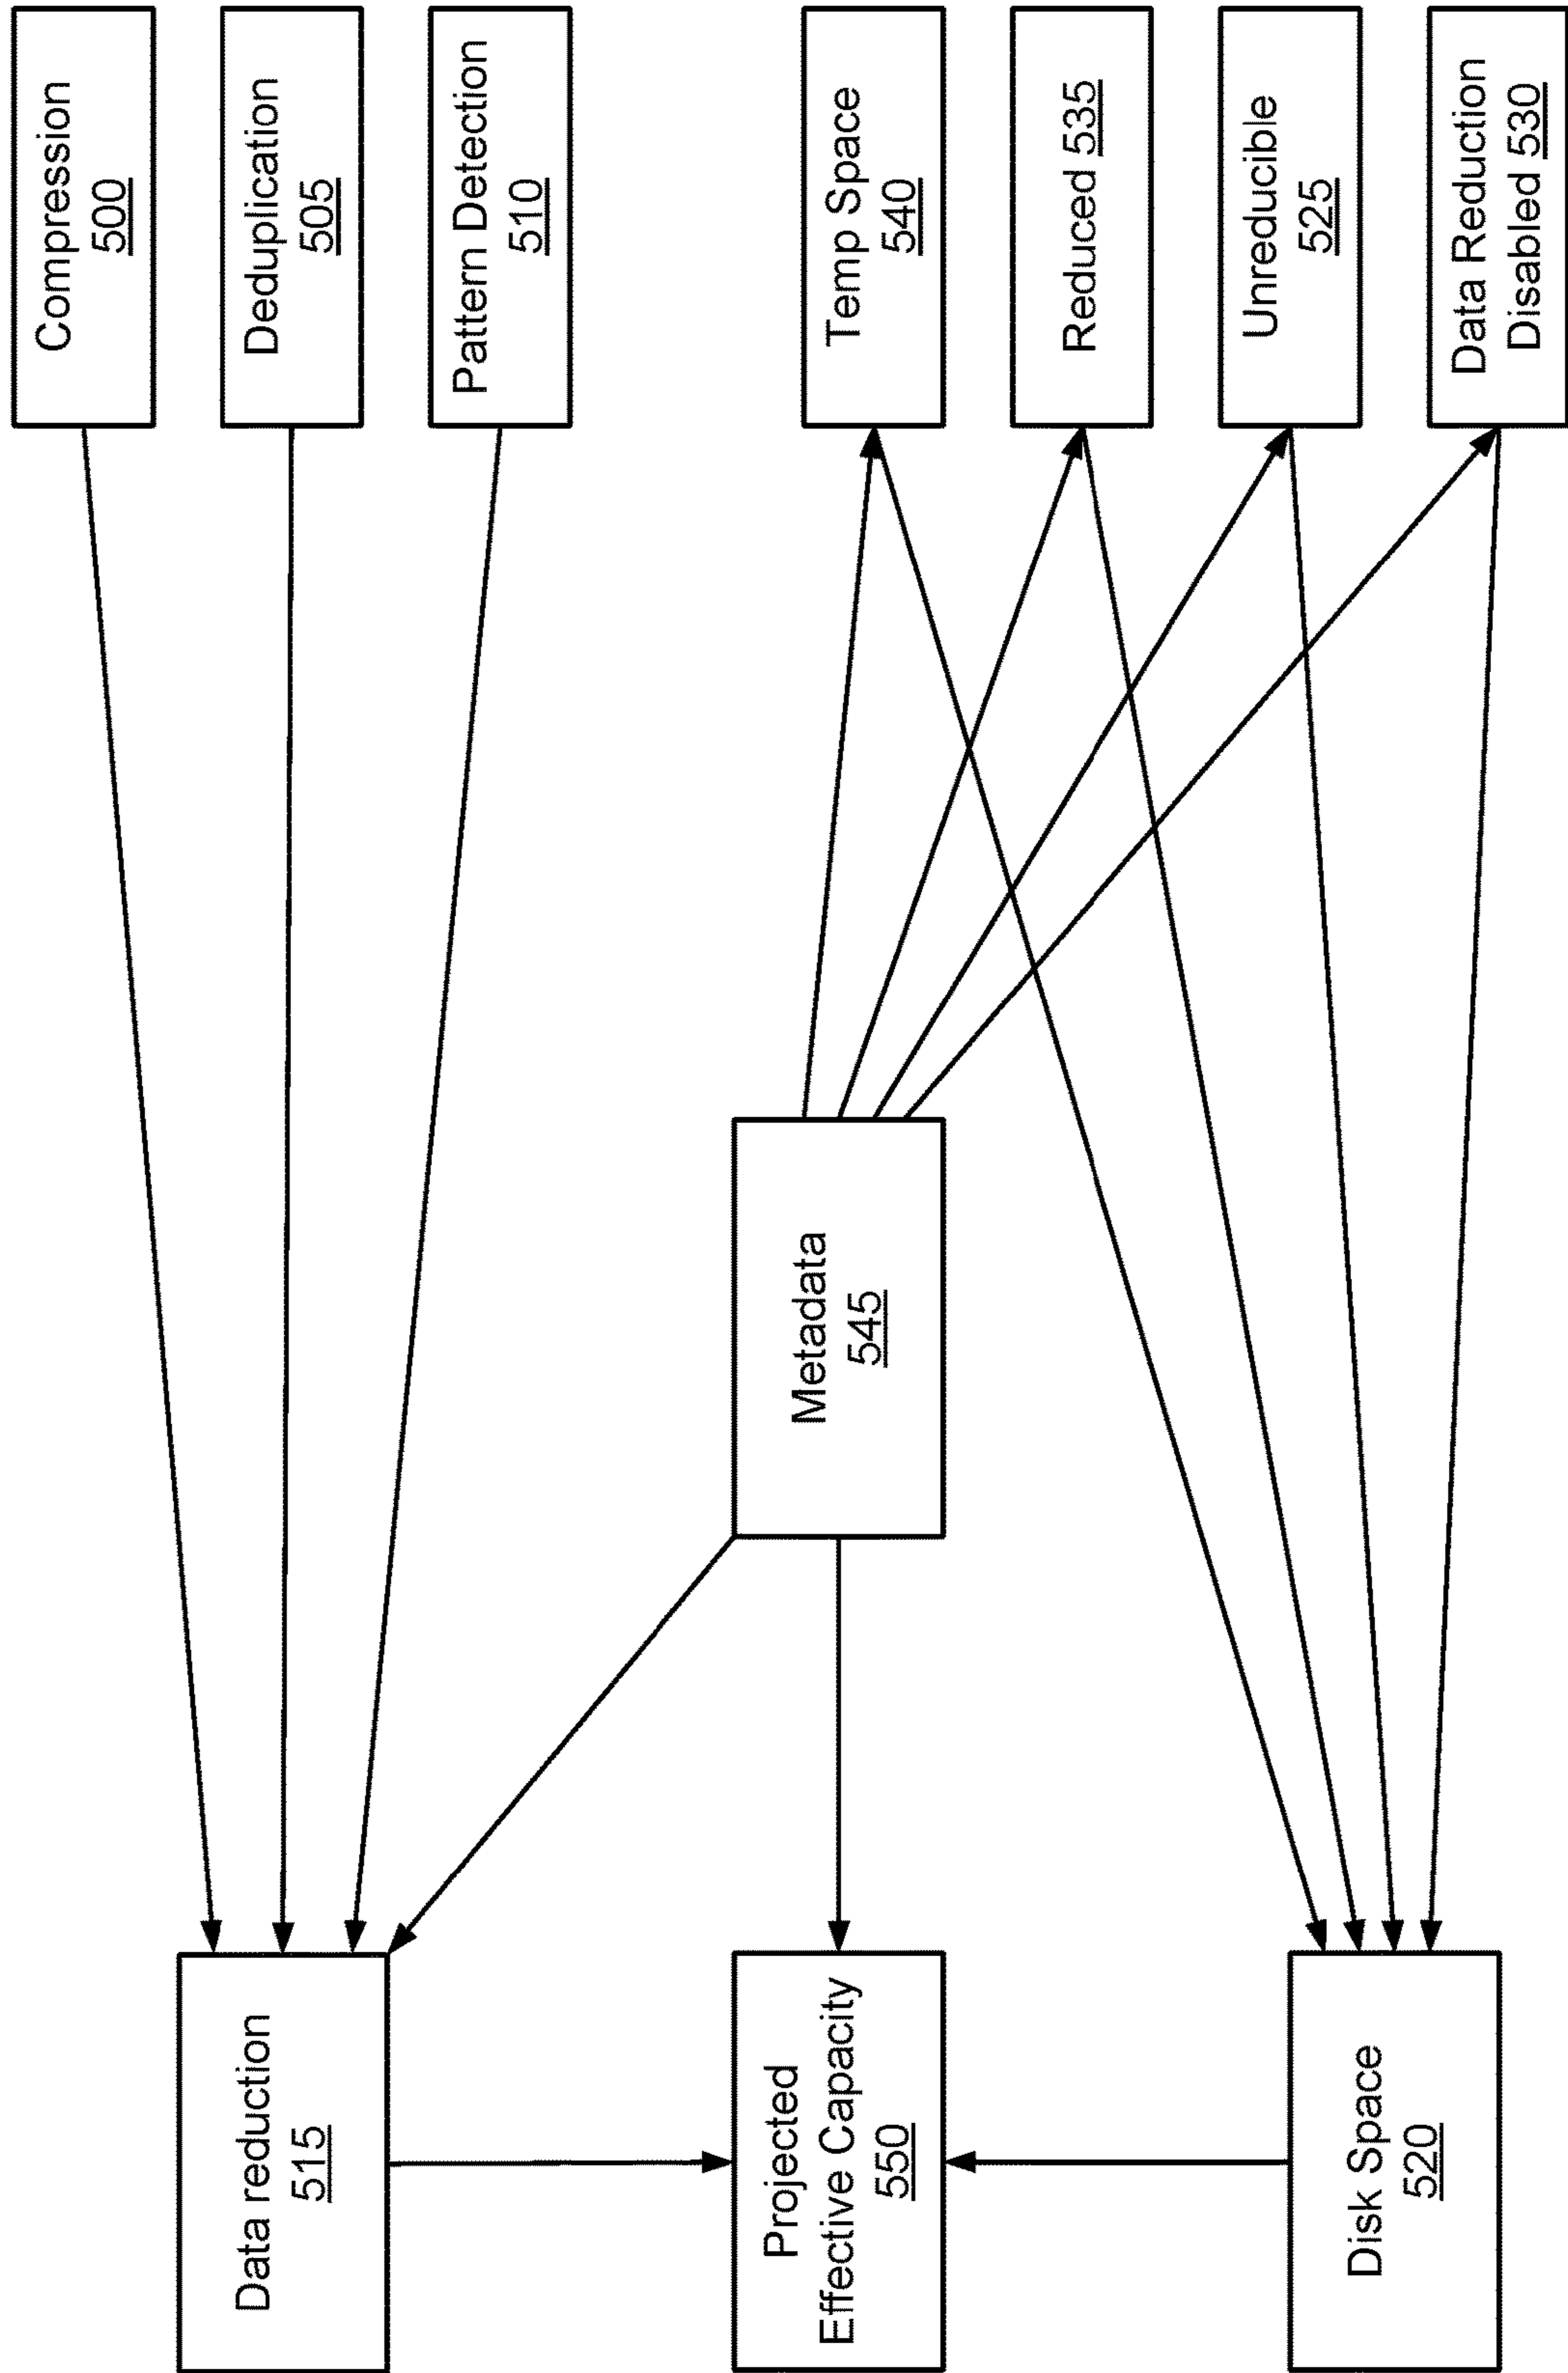 Compression
500
Deduplication
505
Pattern Detection
510
Temp Space
540
Reduced 535
Unreducible
525
Data Reduction
Disabled 530
Metadata
545
Data reduction
515
Projected
Effective Capacity
550
Disk Space
520